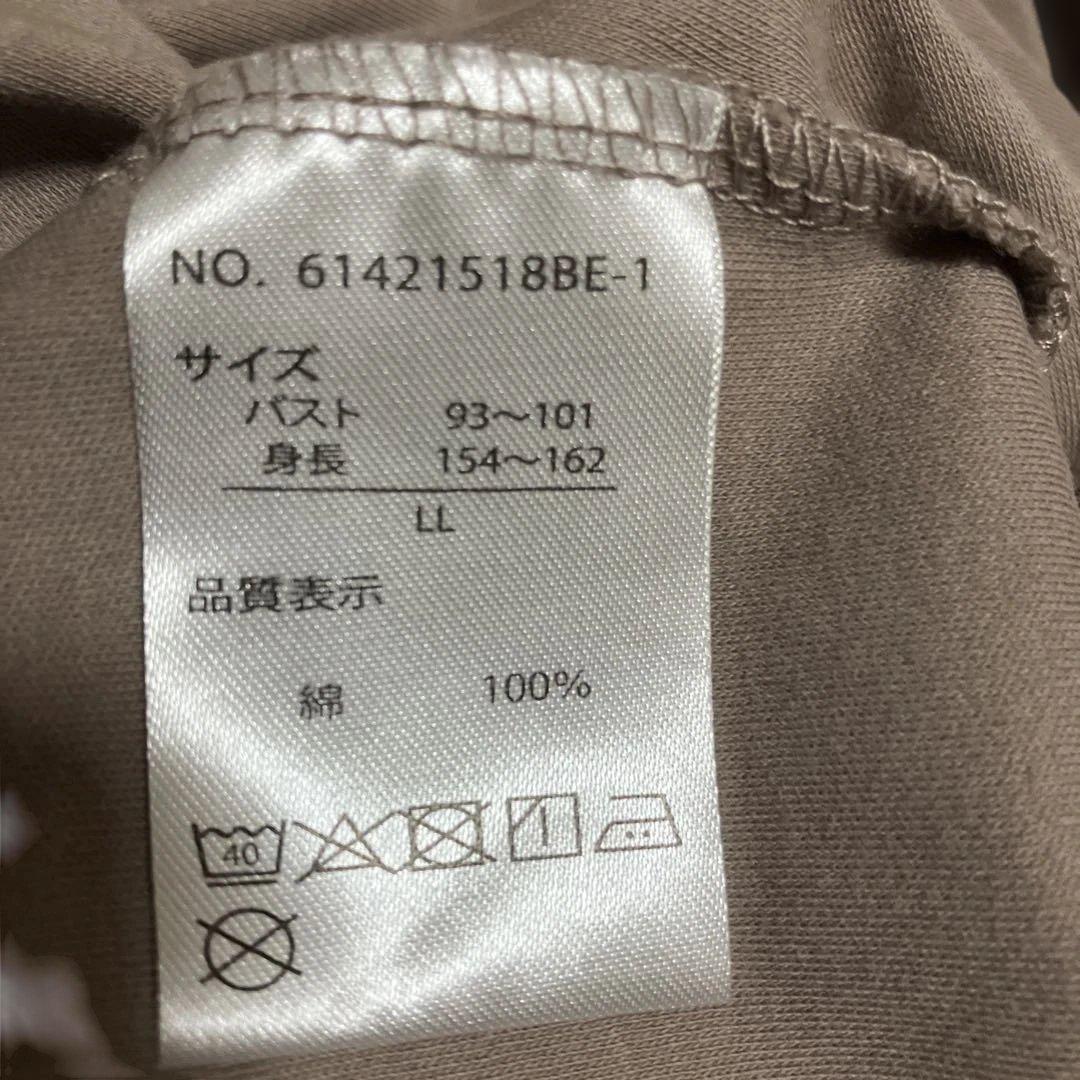 NO. 61421518BE-1
サイズ
バスト 93～101
身長 154～162
LL
品質表示
綿 100%
40